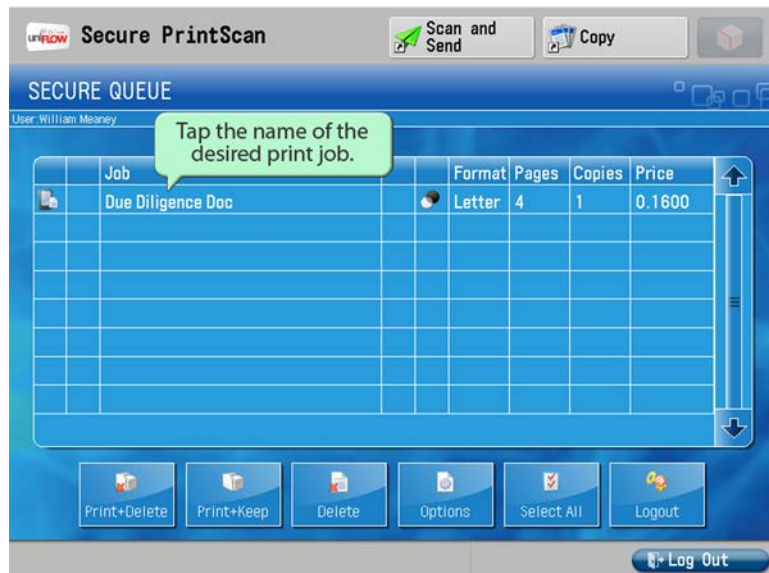 uniFLOW Secure PrintScan
Scan and
Send
Copy
SECURE QUEUE
User:William Meaney
Tap the name of the
desired print job.
Job Format Pages Copies Price
Due Diligence Doc Letter 4 1 0.1600
Print+Delete Print+Keep Delete Options Select All Logout
Log Out